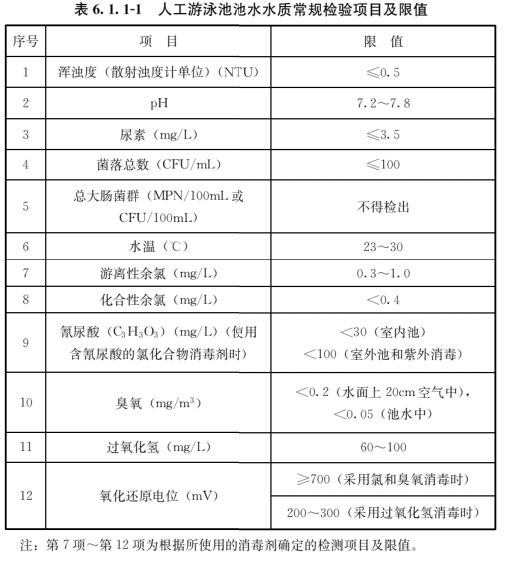 表 6.1.1-1 人工游泳池池水水质常规检验项目及限值
序号 项 目 限 值
1 浑浊度（散射浊度计单位）（NTU） ≤0.5
2 pH 7.2～7.8
3 尿素（mg/L） ≤3.5
4 菌落总数（CFU/mL） ≤100
5 总大肠菌群（MPN/100mL 或
CFU/100mL） 不得检出
6 水温（℃） 23～30
7 游离性余氯（mg/L） 0.3～1.0
8 化合性余氯（mg/L） <0.4
9 氰尿酸（C₃H₃O₃）（mg/L）（使用
含氰尿酸的氯化合物消毒剂时） <30（室内池）
<100（室外池和紫外消毒）
10 臭氧（mg/m³） <0.2（水面上 20cm 空气中），
<0.05（池水中）
11 过氧化氢（mg/L） 60～100
12 氧化还原电位（mV） ≥700（采用氯和臭氧消毒时）
200～300（采用过氧化氢消毒时）
注：第 7 项～第 12 项为根据所使用的消毒剂确定的检测项目及限值。